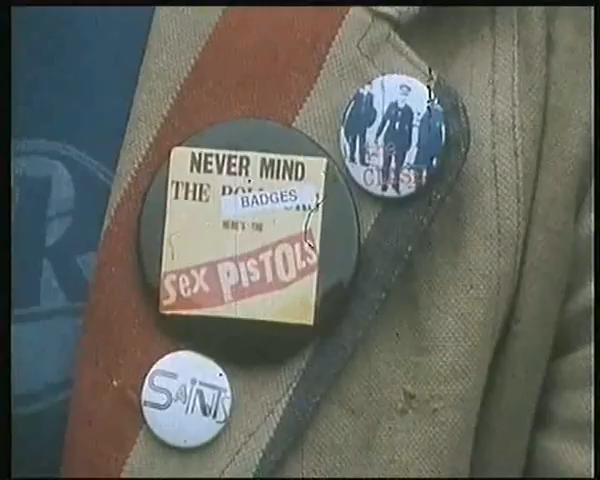 NEVER MIND
THE
BADGES
HERE'S THE
Sex PISTOLS
CLASH
SAINTS
R